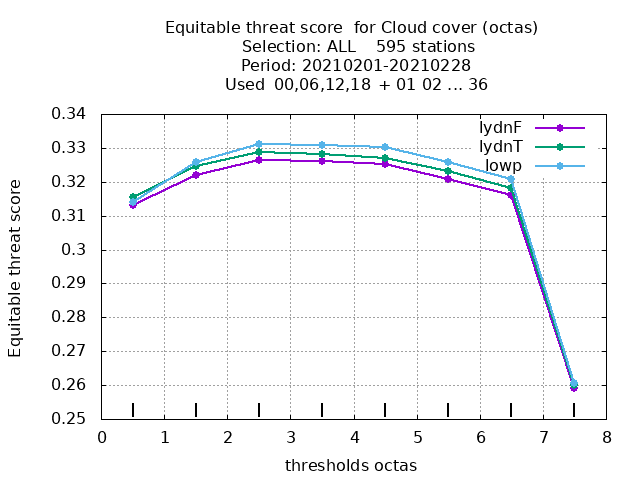 Equitable threat score  for Cloud cover (octas)
Selection: ALL    595 stations
Period: 20210201-20210228
Used  00,06,12,18  + 01 02 ... 36
0.34
0.33
0.32
0.31
0.3
0.29
0.28
0.27
0.26
0.25
Equitable threat score
lydnF
lydnT
lowp
0 1 2 3 4 5 6 7 8
thresholds octas